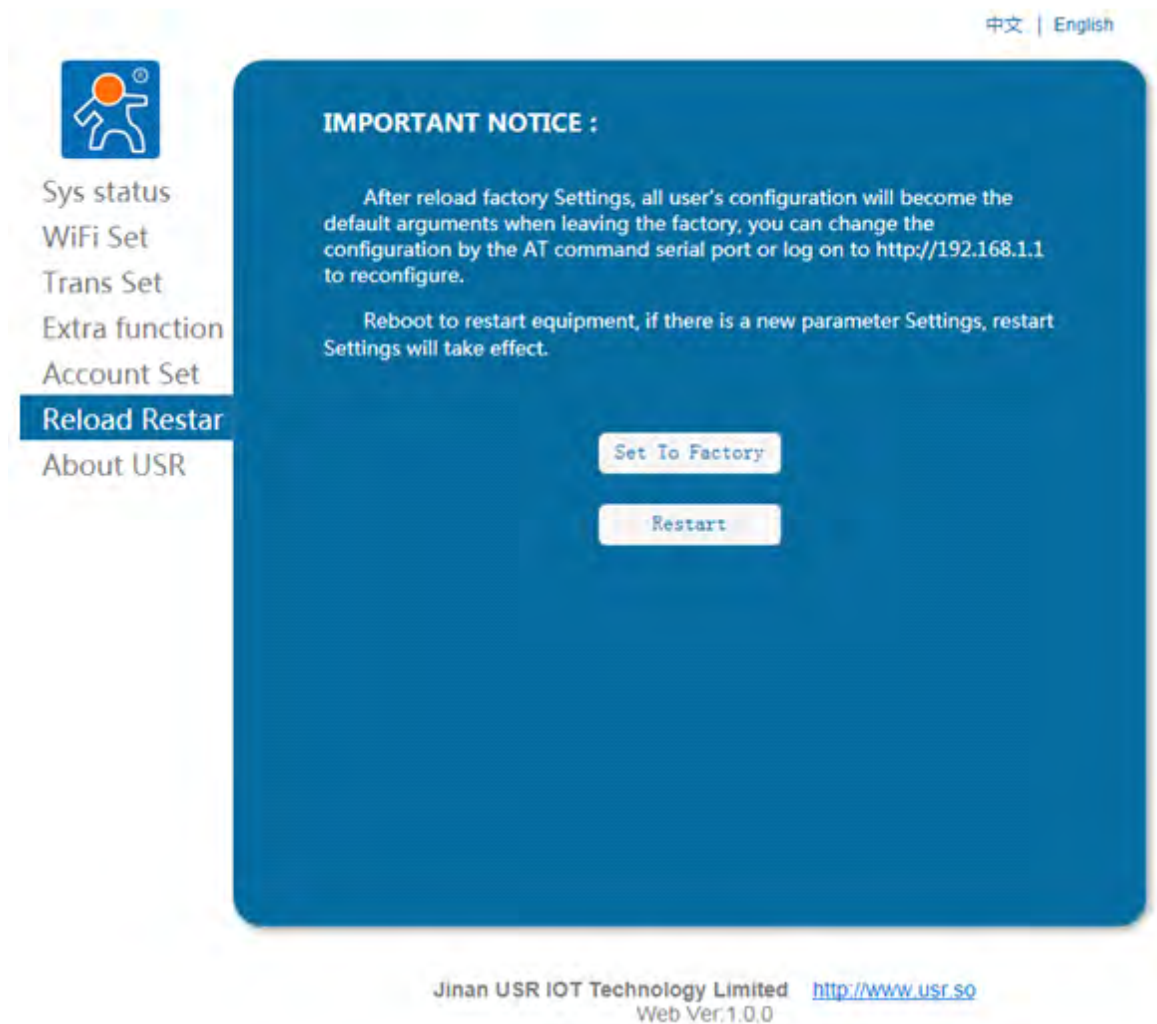 中文 | English
®
Sys status
WiFi Set
Trans Set
Extra function
Account Set
Reload Restar
About USR
IMPORTANT NOTICE :
After reload factory Settings, all user's configuration will become the
default arguments when leaving the factory, you can change the
configuration by the AT command serial port or log on to http://192.168.1.1
to reconfigure.
Reboot to restart equipment, if there is a new parameter Settings, restart
Settings will take effect.
Set To Factory
Restart
Jinan USR IOT Technology Limited http://www.usr.so
Web Ver:1.0.0